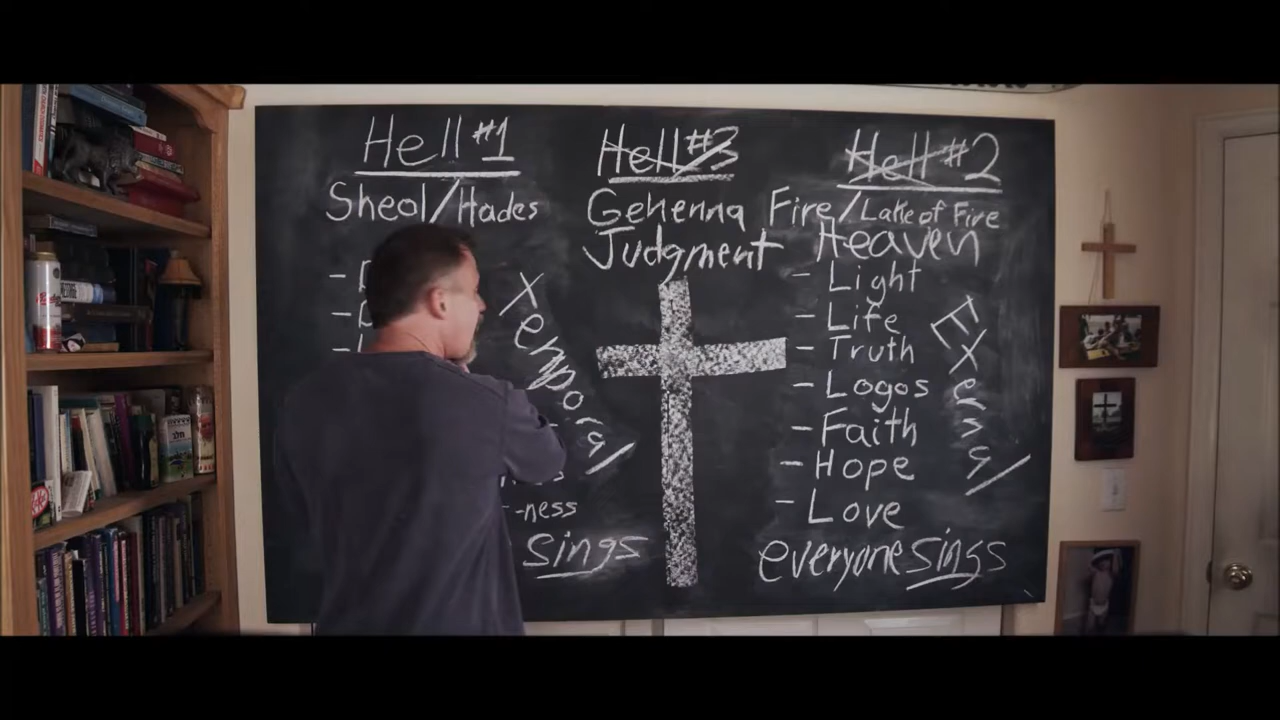 Hell #1
Sheol/Hades
Temporal
-ness
sings
Hell #3
Gehenna
Judgment
Hell #2
Fire/Lake of Fire
Heaven
- Light
- Life
- Truth
- Logos
- Faith
- Hope
- Love
Eternal
everyone sings